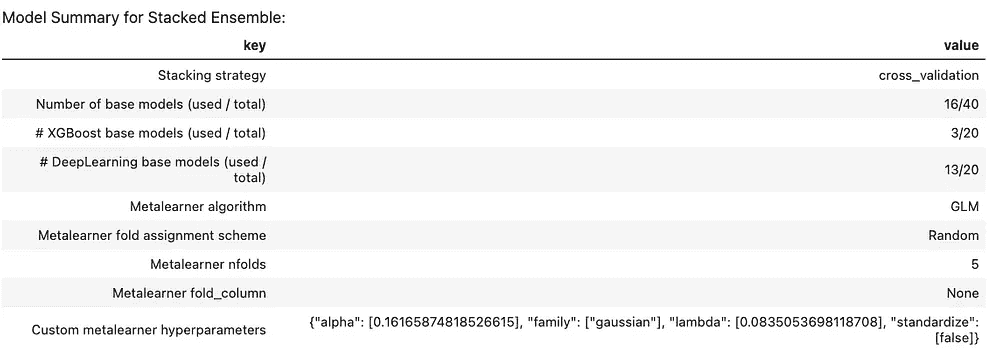 Model Summary for Stacked Ensemble:
key value
Stacking strategy cross_validation
Number of base models (used / total) 16/40
# XGBoost base models (used / total) 3/20
# DeepLearning base models (used /
total) 13/20
Metalearner algorithm GLM
Metalearner fold assignment scheme Random
Metalearner nfolds 5
Metalearner fold_column None
Custom metalearner hyperparameters {"alpha": [0.16165874818526615], "family": ["gaussian"], "lambda": [0.0835053698118708], "standardize":
[false]}